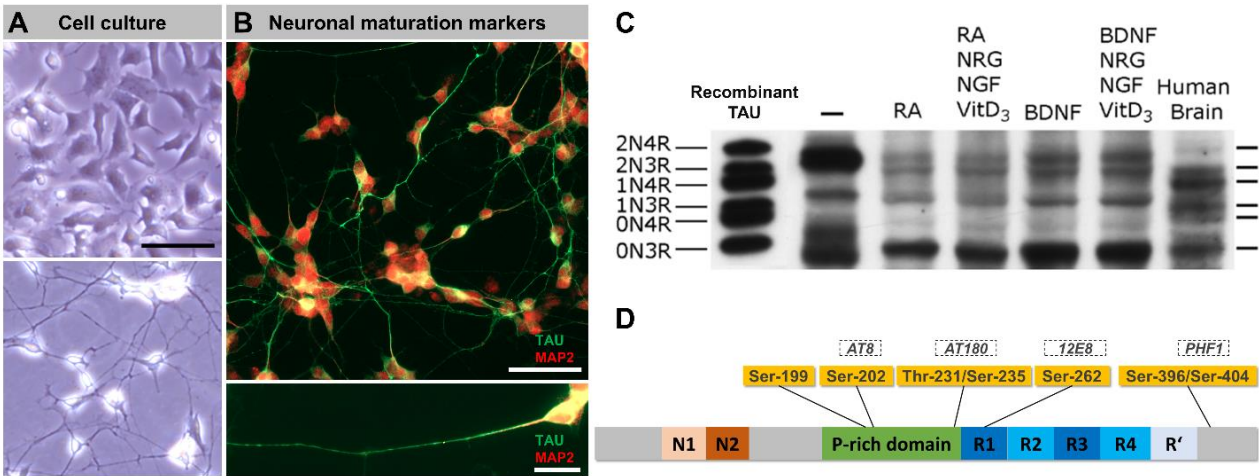 A
Cell culture
B
Neuronal maturation markers
TAU
MAP2
TAU
MAP2
C
Recombinant
TAU
—
RA
RA
NRG
NGF
VitD₃
BDNF
BDNF
NRG
NGF
VitD₃
Human
Brain
2N4R
2N3R
1N4R
1N3R
0N4R
0N3R
D
AT8
AT180
12E8
PHF1
Ser-199
Ser-202
Thr-231/Ser-235
Ser-262
Ser-396/Ser-404
N1
N2
P-rich domain
R1
R2
R3
R4
R‘